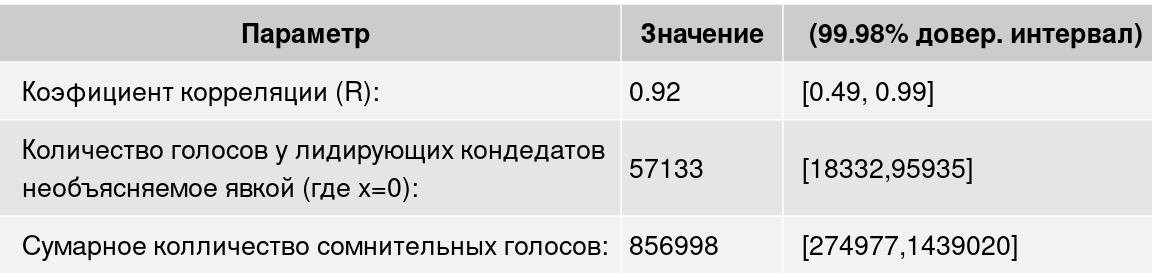 Параметр Значение (99.98% довер. интервал)
Коэфициент корреляции (R): 0.92 [0.49, 0.99]
Количество голосов у лидирующих кондедатов
необъясняемое явкой (где x=0): 57133 [18332,95935]
Сумарное колличество сомнительных голосов: 856998 [274977,1439020]